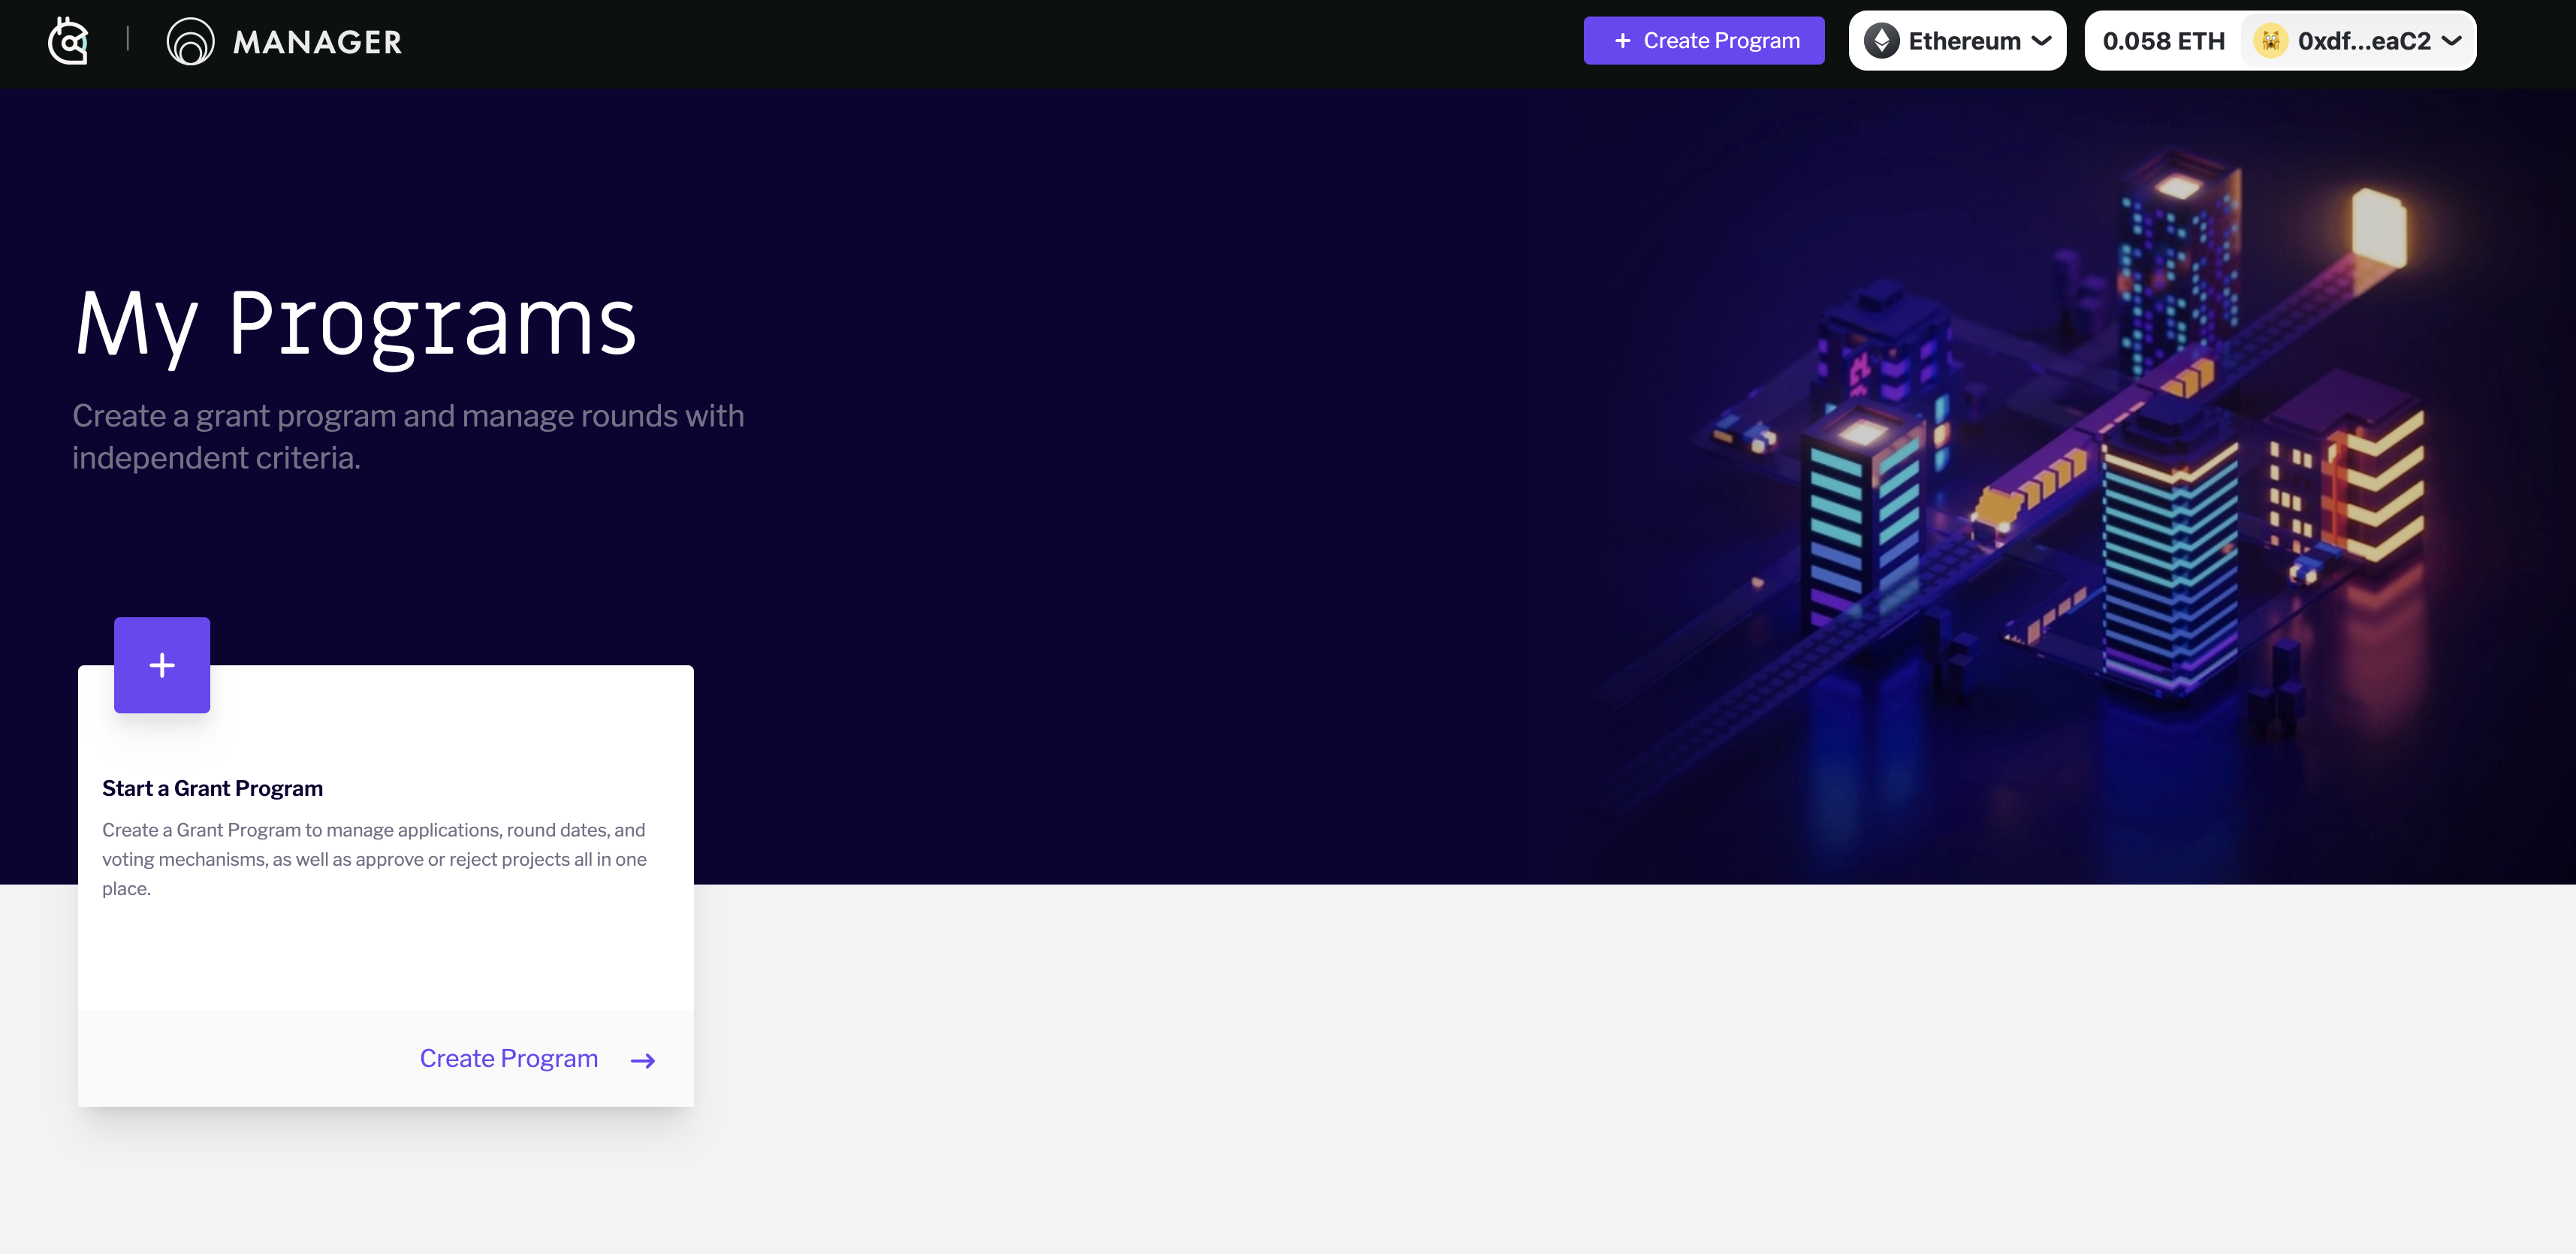 MANAGER
+ Create Program
Ethereum
0.058 ETH
0xdf...eaC2
My Programs
Create a grant program and manage rounds with
independent criteria.
Start a Grant Program
Create a Grant Program to manage applications, round dates, and
voting mechanisms, as well as approve or reject projects all in one
place.
Create Program →